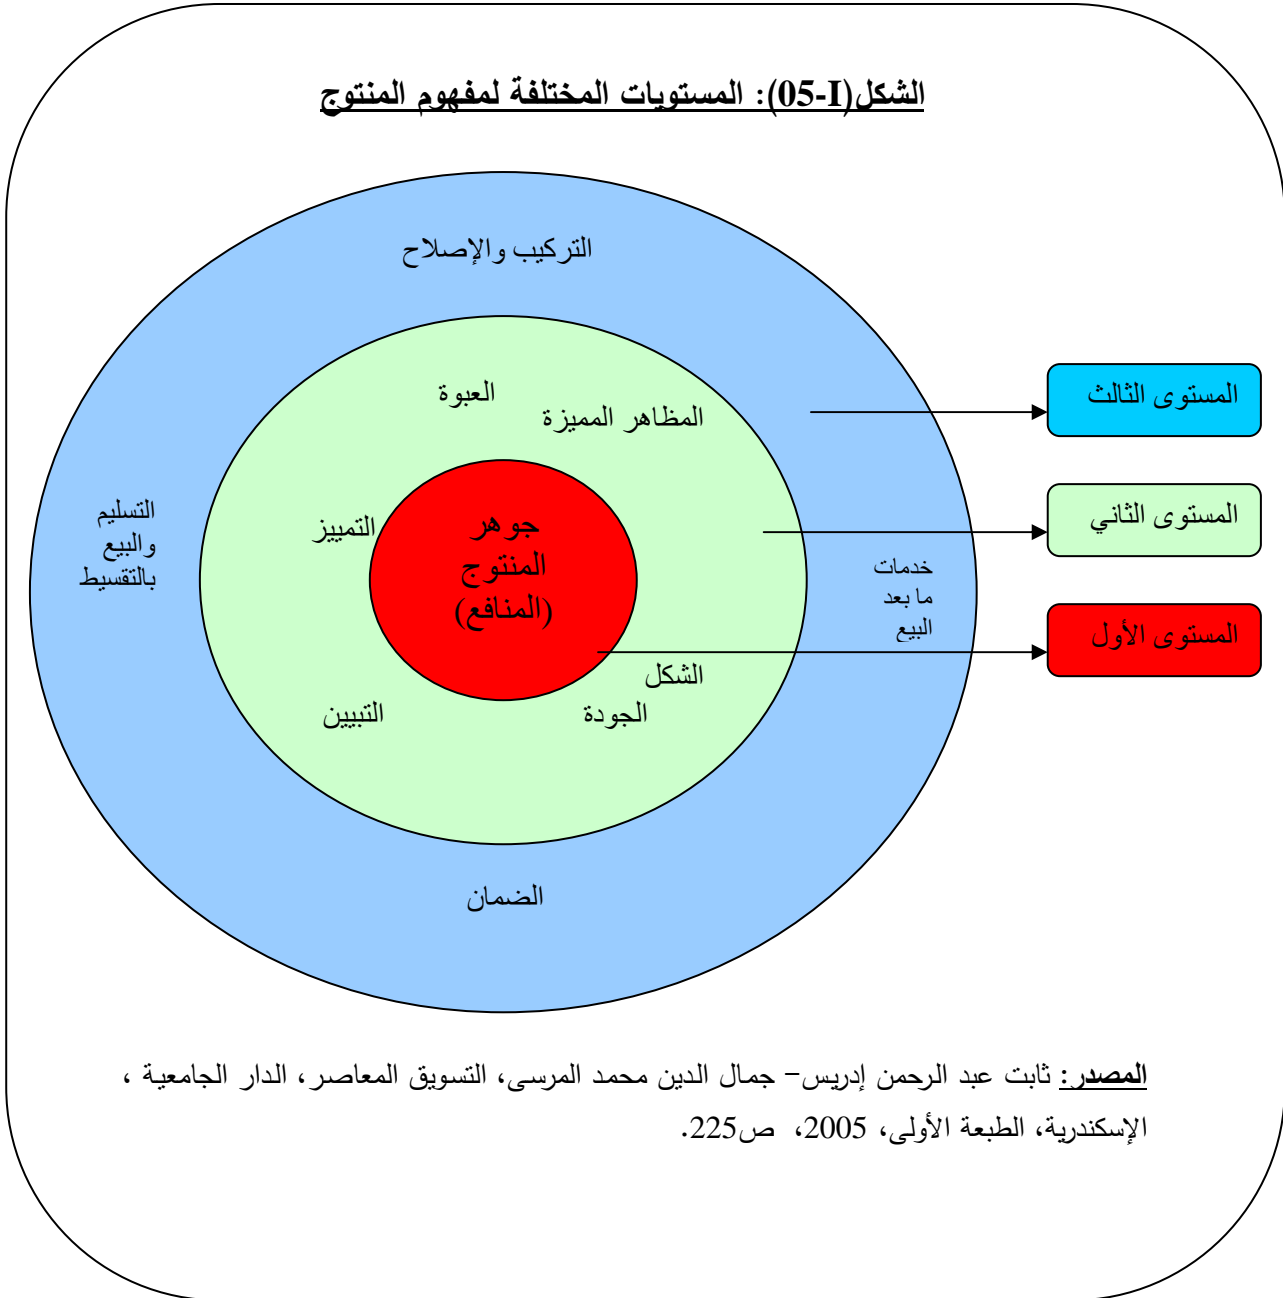 الشكل(05-I): المستويات المختلفة لمفهوم المنتوج
التركيب والإصلاح
العبوة
المظاهر المميزة
المستوى الثالث
التسليم
والبيع
بالتقسيط
التمييز
جوهر
المنتوج
(المنافع)
المستوى الثاني
خدمات
ما بعد
البيع
المستوى الأول
الشكل
الجودة
التبيين
الضمان
المصدر: ثابت عبد الرحمن إدريس– جمال الدين محمد المرسى، التسويق المعاصر، الدار الجامعية ،
الإسكندرية، الطبعة الأولى، 2005، ص225.